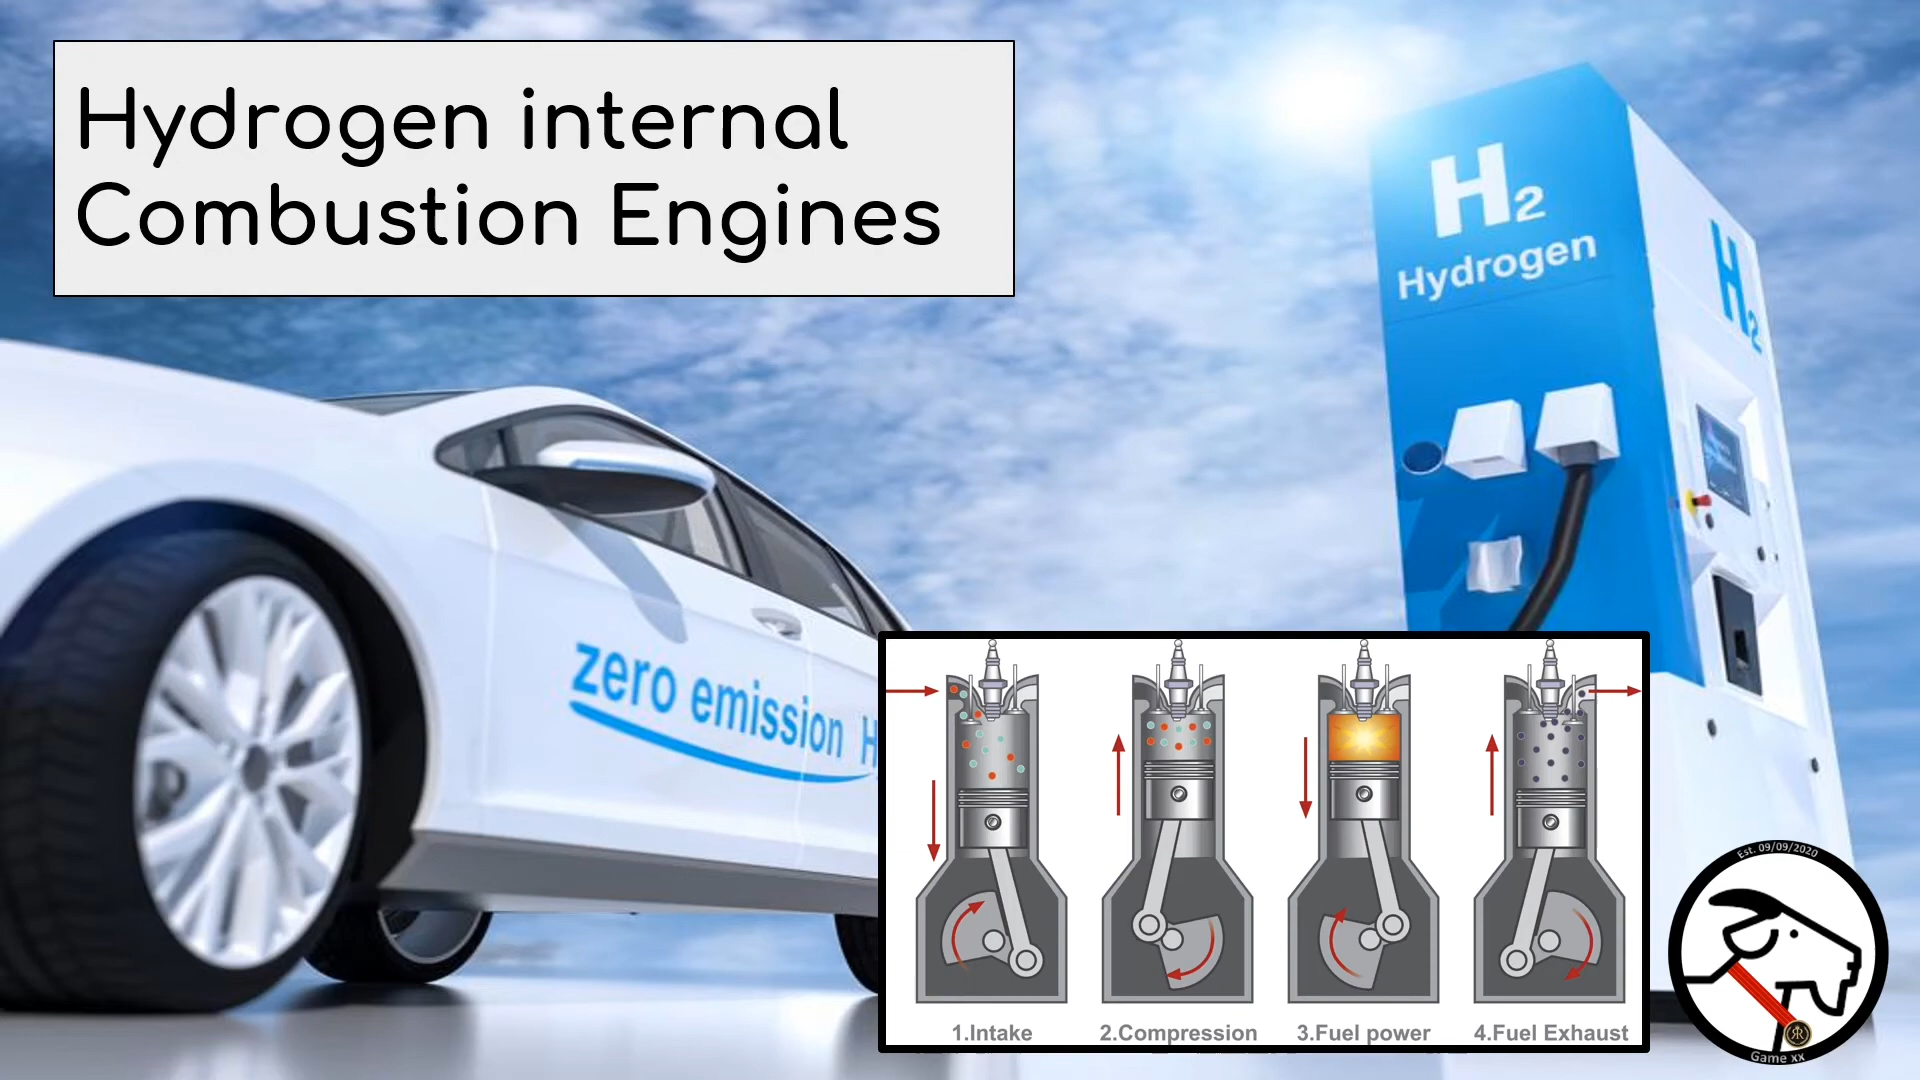 Hydrogen internal
Combustion Engines
H2
Hydrogen
H2
zero emission H
1.Intake
2.Compression
3.Fuel power
4.Fuel Exhaust
Est. 09/09/2020
Game xx